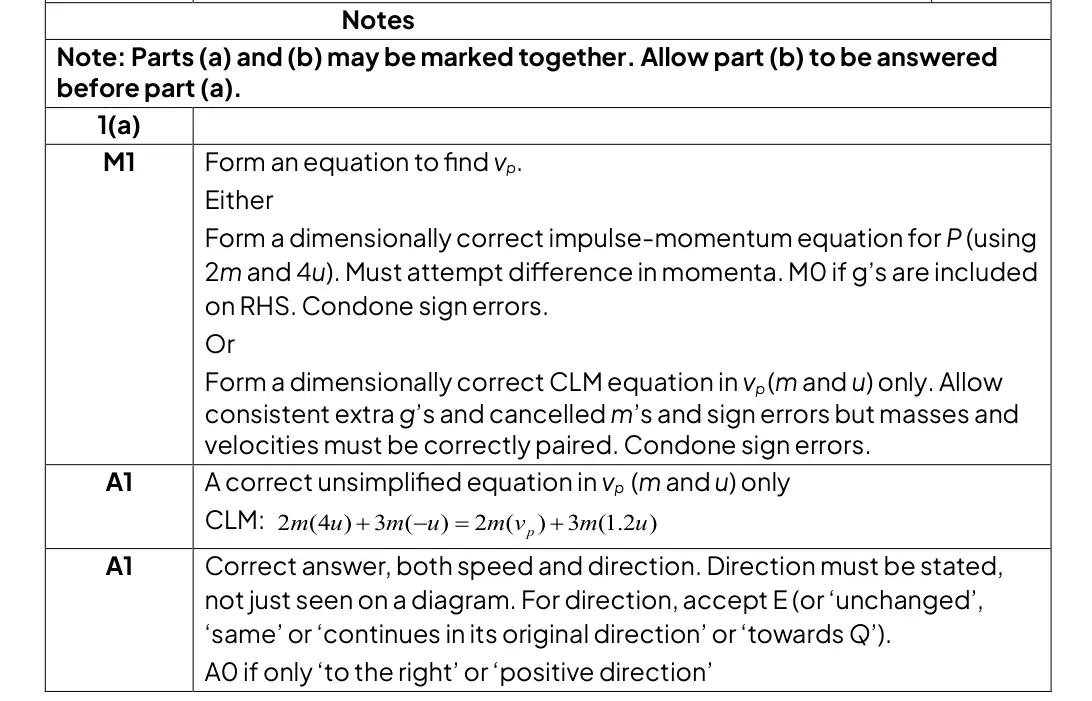 Notes
Note: Parts (a) and (b) may be marked together. Allow part (b) to be answered
before part (a).
1(a)
M1
Form an equation to find vₚ.
Either
Form a dimensionally correct impulse-momentum equation for P (using
2m and 4u). Must attempt difference in momenta. M0 if g’s are included
on RHS. Condone sign errors.
Or
Form a dimensionally correct CLM equation in vₚ (m and u) only. Allow
consistent extra g’s and cancelled m’s and sign errors but masses and
velocities must be correctly paired. Condone sign errors.
A1
A correct unsimplified equation in vₚ (m and u) only
CLM: 2m(4u)+3m(−u) = 2m(vₚ)+3m(1.2u)
A1
Correct answer, both speed and direction. Direction must be stated,
not just seen on a diagram. For direction, accept E (or ‘unchanged’,
‘same’ or ‘continues in its original direction’ or ‘towards Q’).
A0 if only ‘to the right’ or ‘positive direction’